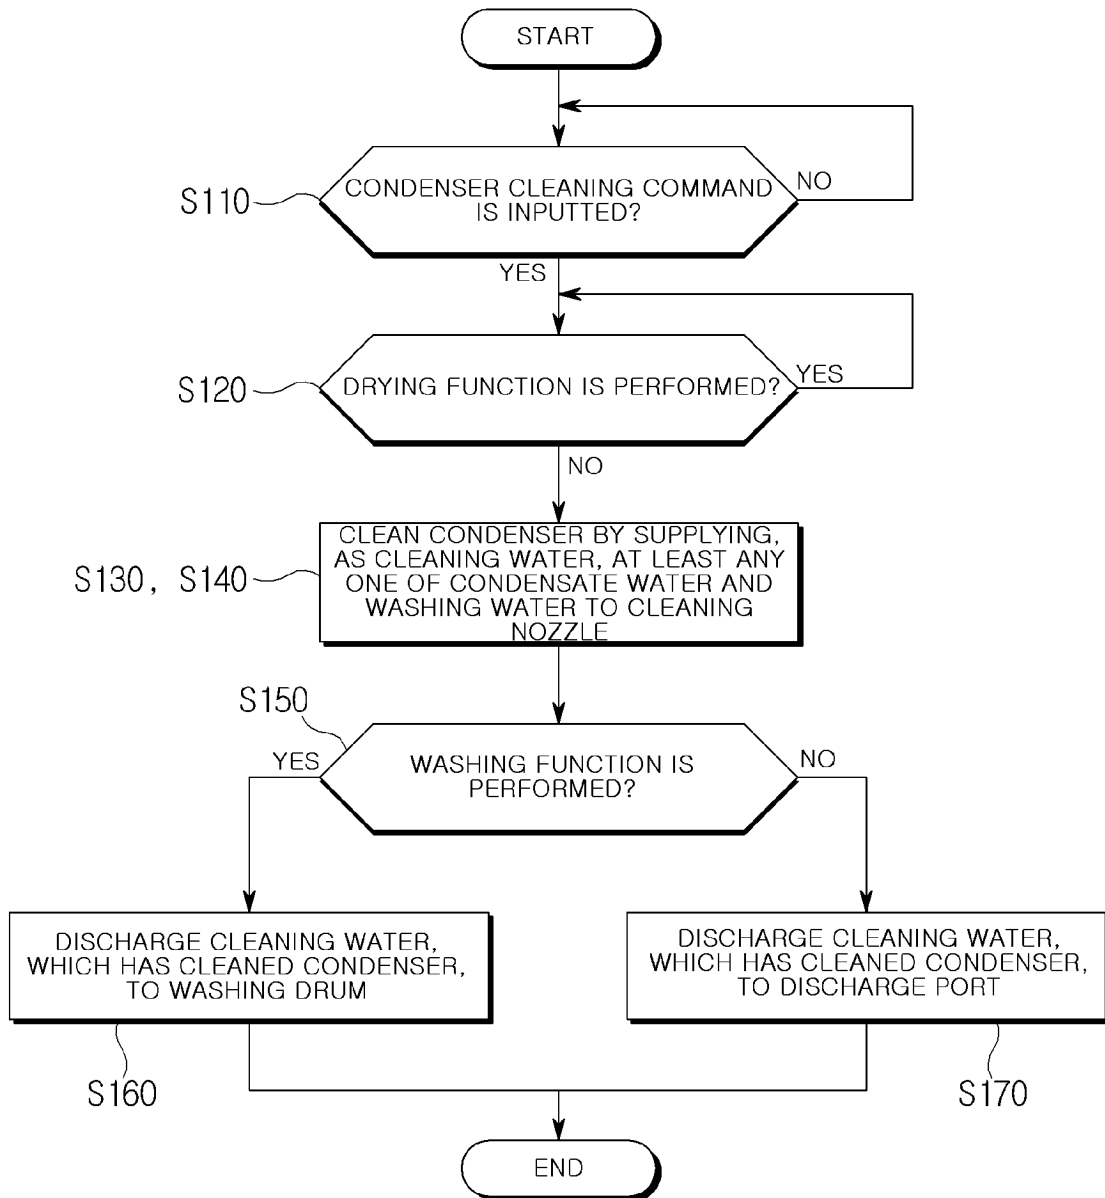 START
CONDENSER CLEANING COMMAND
IS INPUTTED?
NO
S110
YES
DRYING FUNCTION IS PERFORMED?
YES
S120
NO
CLEAN CONDENSER BY SUPPLYING,
AS CLEANING WATER, AT LEAST ANY
ONE OF CONDENSATE WATER AND
WASHING WATER TO CLEANING
NOZZLE
S130, S140
S150
YES
WASHING FUNCTION IS
PERFORMED?
NO
DISCHARGE CLEANING WATER,
WHICH HAS CLEANED CONDENSER,
TO WASHING DRUM
DISCHARGE CLEANING WATER,
WHICH HAS CLEANED CONDENSER,
TO DISCHARGE PORT
S160
S170
END